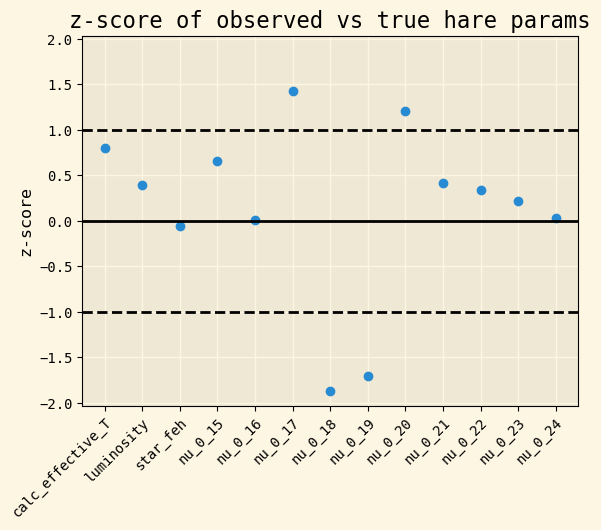 z-score of observed vs true hare params
2.0
1.5
1.0
0.5
0.0
−0.5
−1.0
−1.5
−2.0
z-score
calc_effective_T
luminosity
star_feh
nu_0_15
nu_0_16
nu_0_17
nu_0_18
nu_0_19
nu_0_20
nu_0_21
nu_0_22
nu_0_23
nu_0_24